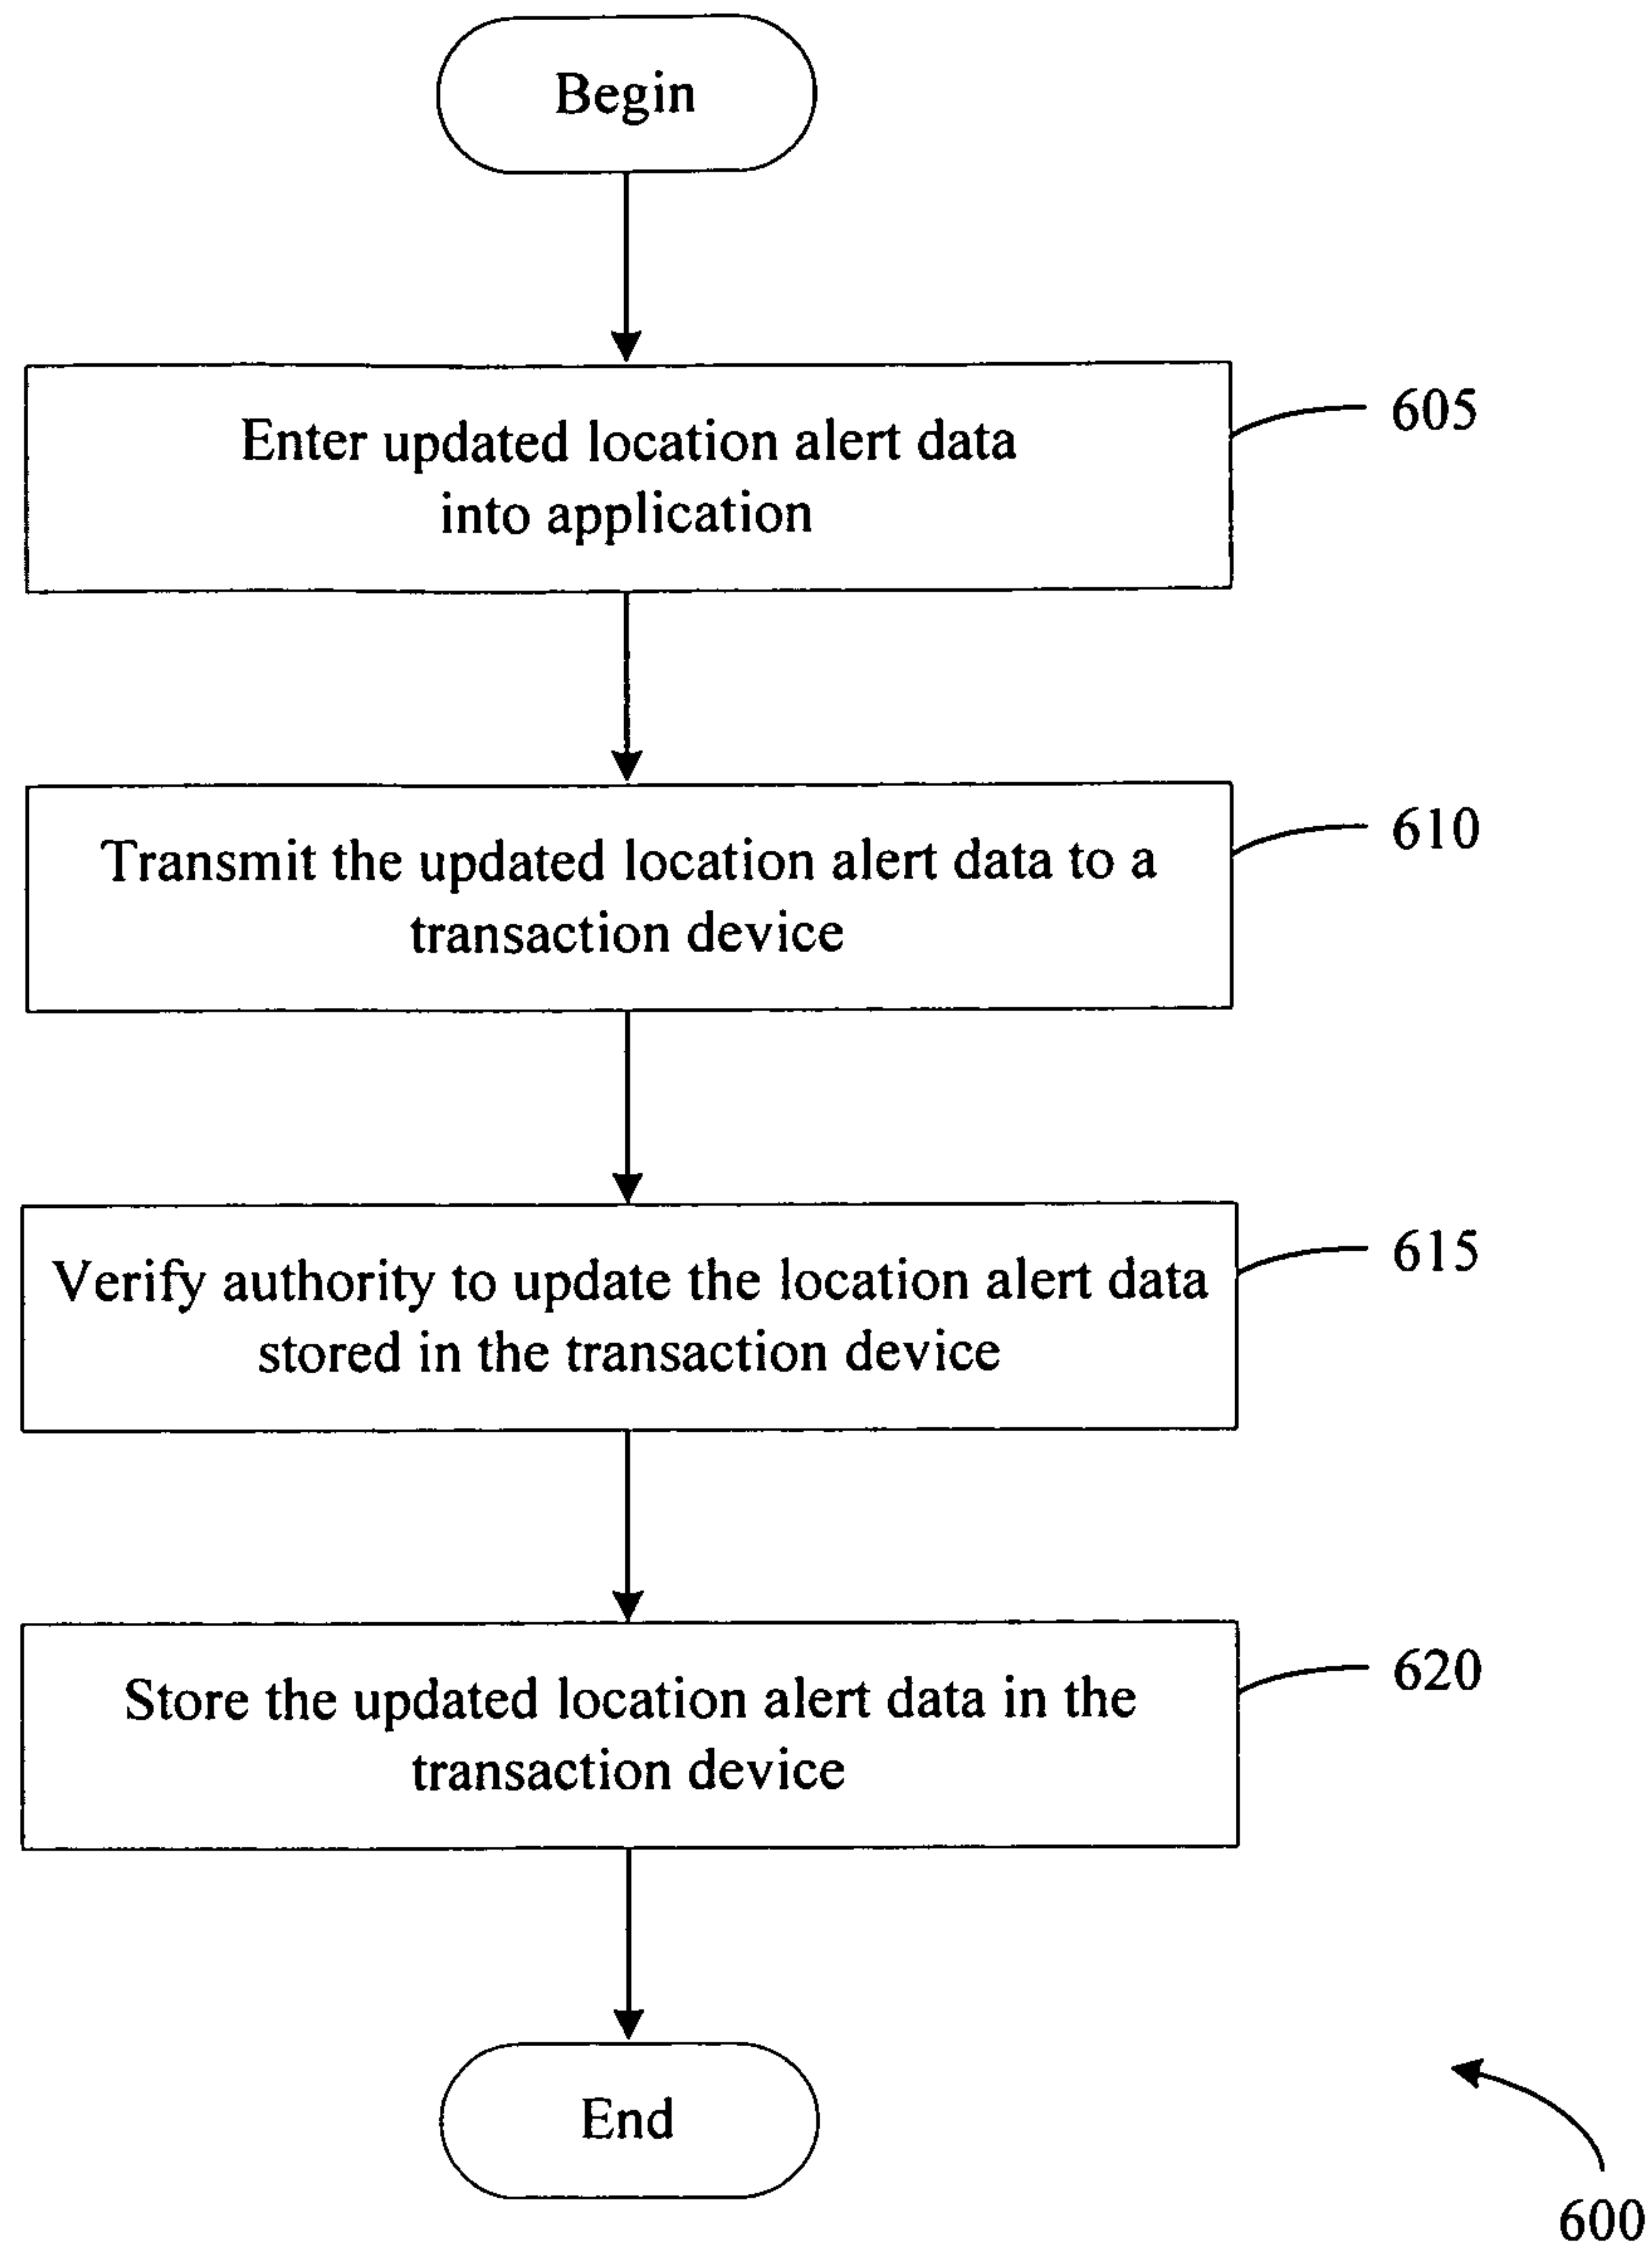 Begin
Enter updated location alert data
into application
605
Transmit the updated location alert data to a
transaction device
610
Verify authority to update the location alert data
stored in the transaction device
615
Store the updated location alert data in the
transaction device
620
End
600